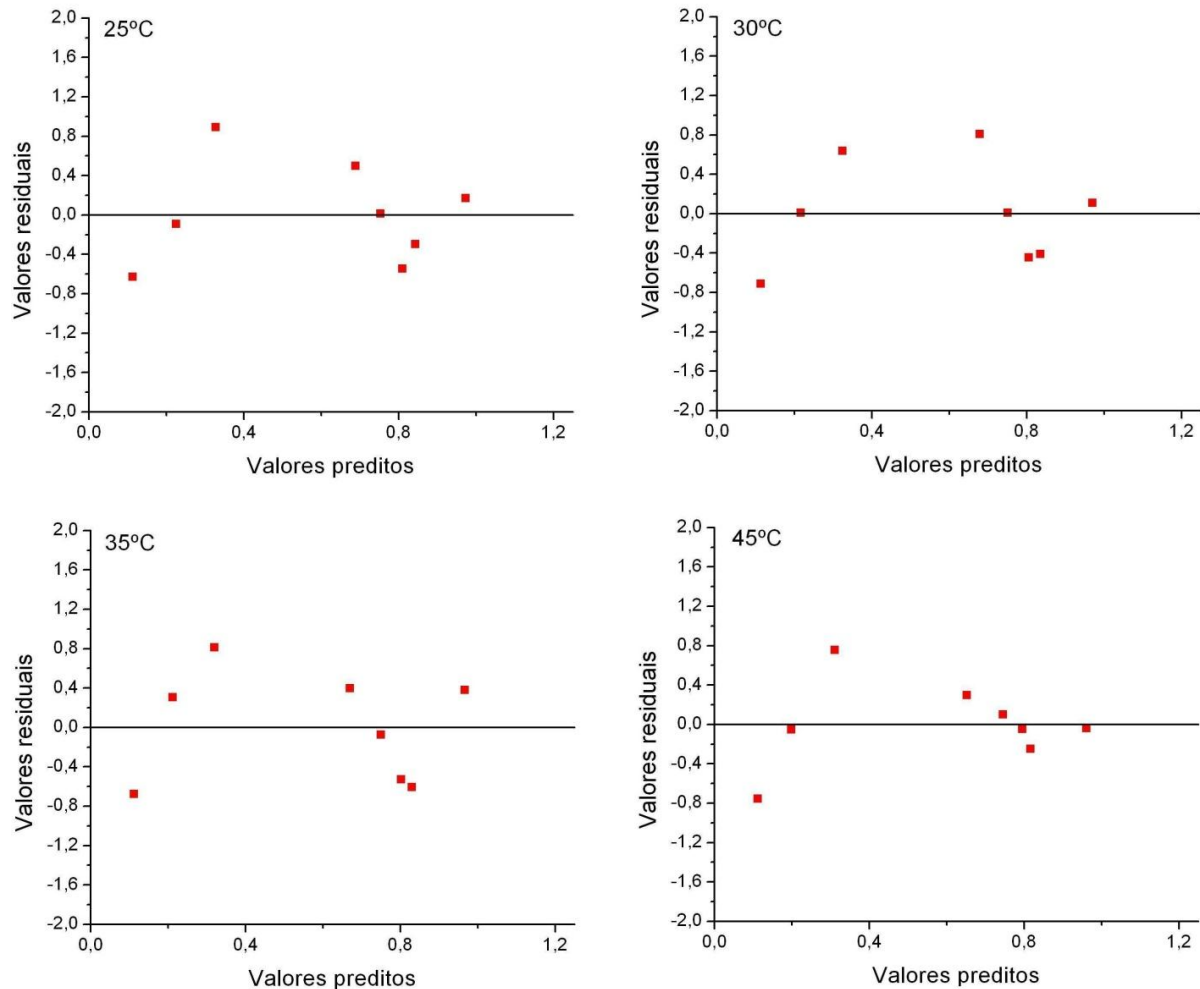 25ºC
Valores residuais
2,0
1,6
1,2
0,8
0,4
0,0
-0,4
-0,8
-1,2
-1,6
-2,0
0,0 0,4 0,8 1,2
Valores preditos
30ºC
Valores residuais
2,0
1,6
1,2
0,8
0,4
0,0
-0,4
-0,8
-1,2
-1,6
-2,0
0,0 0,4 0,8 1,2
Valores preditos
35ºC
Valores residuais
2,0
1,6
1,2
0,8
0,4
0,0
-0,4
-0,8
-1,2
-1,6
-2,0
0,0 0,4 0,8 1,2
Valores preditos
45ºC
Valores residuais
2,0
1,6
1,2
0,8
0,4
0,0
-0,4
-0,8
-1,2
-1,6
-2,0
0,0 0,4 0,8 1,2
Valores preditos